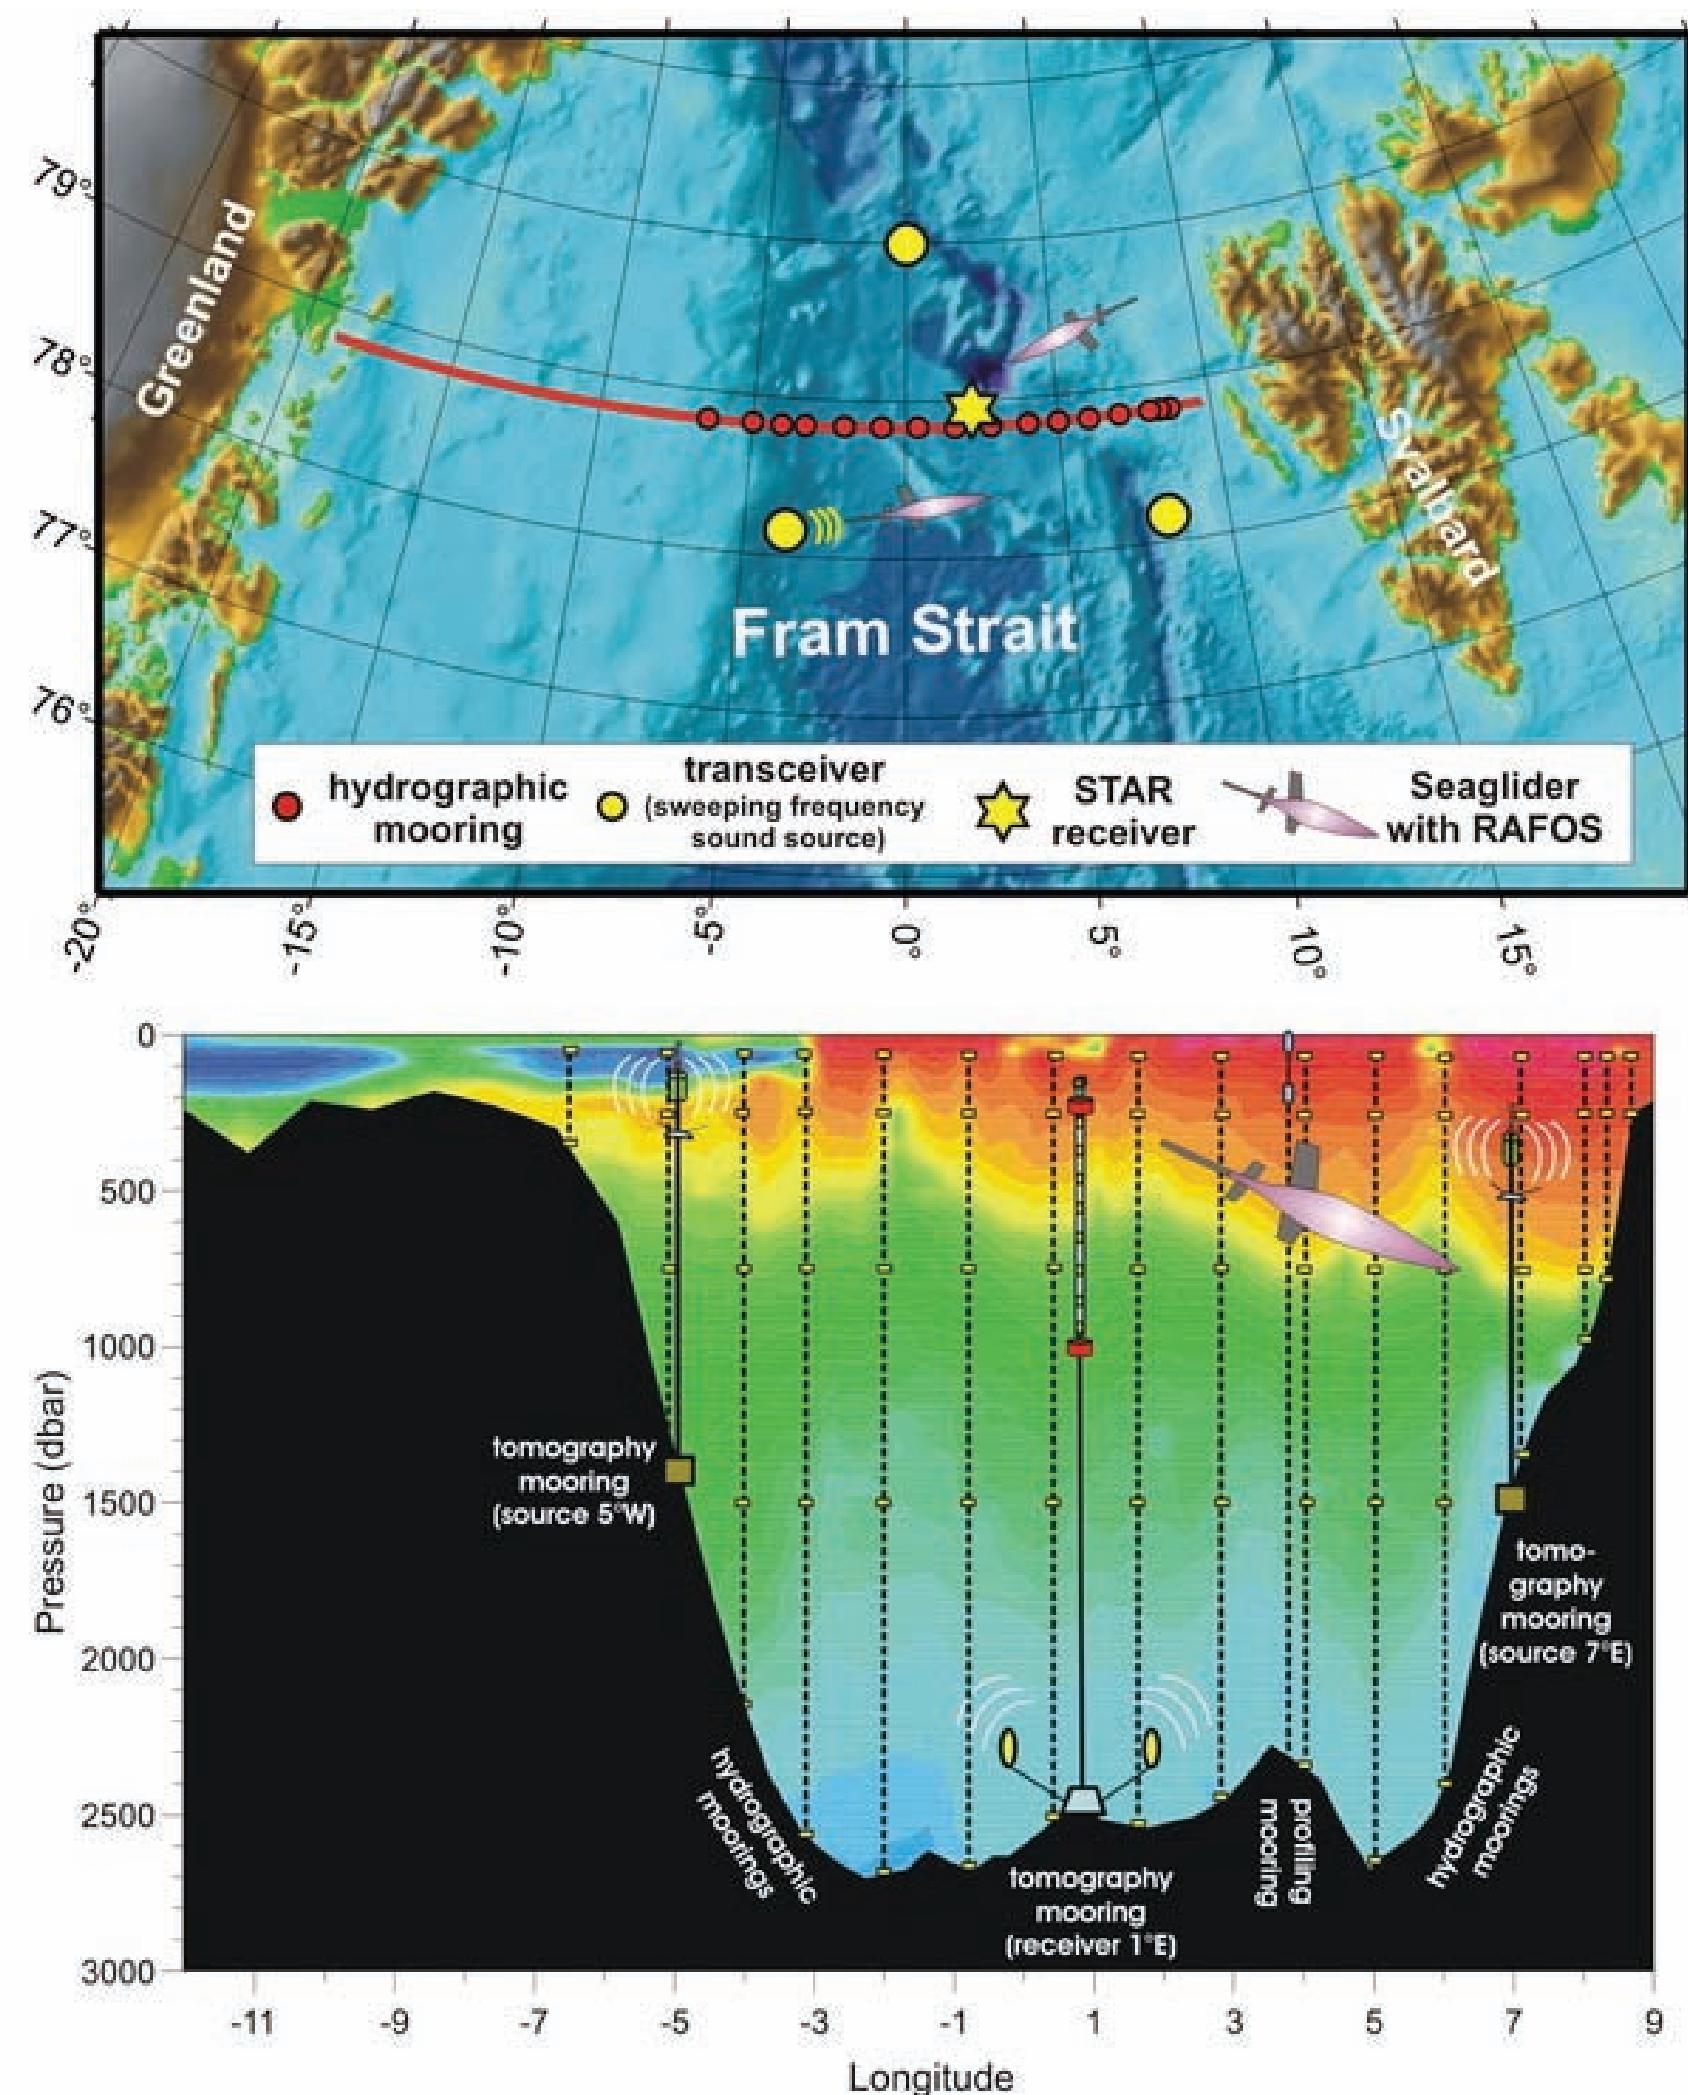 79°
78°
77°
76°
Greenland
Svalbard
Fram Strait
hydrographic
mooring
transceiver
(sweeping frequency
sound source)
STAR
receiver
Seaglider
with RAFOS
-20°
-15°
-10°
-5°
0°
5°
10°
15°
0
500
1000
1500
2000
2500
3000
Pressure (dbar)
tomography
mooring
(source 5°W)
tomo-
graphy
mooring
(source 7°E)
hydrographic
moorings
tomography
mooring
(receiver 1°E)
profiling
mooring
hydrographic
moorings
-11
-9
-7
-5
-3
-1
1
3
5
7
9
Longitude